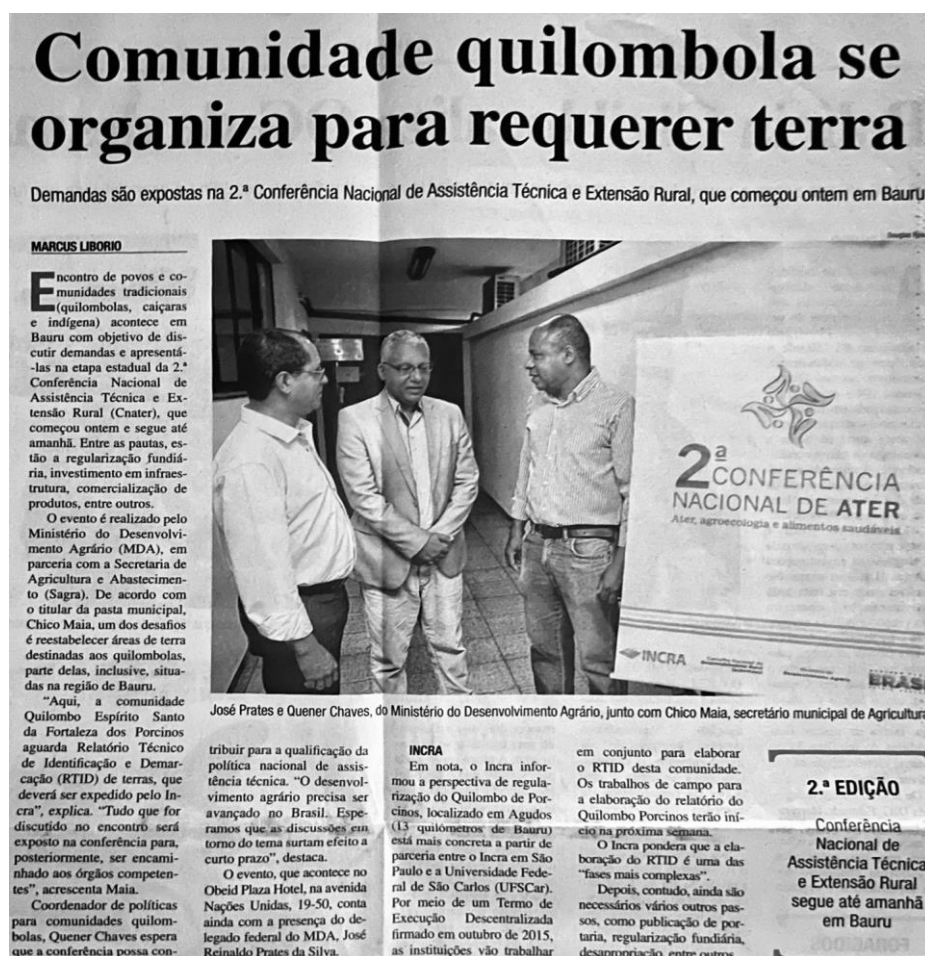 Comunidade quilombola se
organiza para requerer terra
Demandas são expostas na 2.ª Conferência Nacional de Assistência Técnica e Extensão Rural, que começou ontem em Bauru
MARCUS LIBORIO
Encontro de povos e co-
munidades tradicionais
(quilombolas, caiçaras
e indígena) acontece em
Bauru com objetivo de dis-
cutir demandas e apresentá-
-las na etapa estadual da 2.ª
Conferência Nacional de
Assistência Técnica e Ex-
tensão Rural (Cnater), que
começou ontem e segue até
amanhã. Entre as pautas, es-
tão a regularização fundiá-
ria, investimento em infraes-
trutura, comercialização de
produtos, entre outros.
O evento é realizado pelo
Ministério do Desenvolvi-
mento Agrário (MDA), em
parceria com a Secretaria de
Agricultura e Abastecimen-
to (Sagra). De acordo com
o titular da pasta municipal,
Chico Maia, um dos desafios
é reestabelecer áreas de terra
destinadas aos quilombolas,
parte delas, inclusive, situa-
das na região de Bauru.
"Aqui, a comunidade
Quilombo Espírito Santo
da Fortaleza dos Porcinos
aguarda Relatório Técnico
de Identificação e Demar-
cação (RTID) de terras, que
deverá ser expedido pelo In-
cra", explica. "Tudo que for
discutido no encontro será
exposto na conferência para,
posteriormente, ser encami-
nhado aos órgãos competen-
tes", acrescenta Maia.
Coordenador de políticas
para comunidades quilom-
bolas, Quener Chaves espera
que a conferência possa con-
2ª
CONFERÊNCIA
NACIONAL DE ATER
Ater, agroecologia e alimentos saudáveis
INCRA
José Prates e Quener Chaves, do Ministério do Desenvolvimento Agrário, junto com Chico Maia, secretário municipal de Agricultura
tribuir para a qualificação da
política nacional de assis-
tência técnica. "O desenvol-
vimento agrário precisa ser
avançado no Brasil. Espe-
ramos que as discussões em
torno do tema surtam efeito a
curto prazo", destaca.
O evento, que acontece no
Obeid Plaza Hotel, na avenida
Nações Unidas, 19-50, conta
ainda com a presença do de-
legado federal do MDA, José
Reinaldo Prates da Silva.
INCRA
Em nota, o Incra infor-
mou a perspectiva de regula-
rização do Quilombo de Por-
cinos, localizado em Agudos
(13 quilômetros de Bauru)
está mais concreta a partir de
parceria entre o Incra em São
Paulo e a Universidade Fede-
ral de São Carlos (UFSCar).
Por meio de um Termo de
Execução Descentralizada
firmado em outubro de 2015,
as instituições vão trabalhar
em conjunto para elaborar
o RTID desta comunidade.
Os trabalhos de campo para
a elaboração do relatório do
Quilombo Porcinos terão iní-
cio na próxima semana.
O Incra pondera que a ela-
boração do RTID é uma das
"fases mais complexas".
Depois, contudo, ainda são
necessários vários outros pas-
sos, como publicação de por-
taria, regularização fundiária,
desapropriação, entre outros.
2.ª EDIÇÃO
Conferência
Nacional de
Assistência Técnica
e Extensão Rural
segue até amanhã
em Bauru